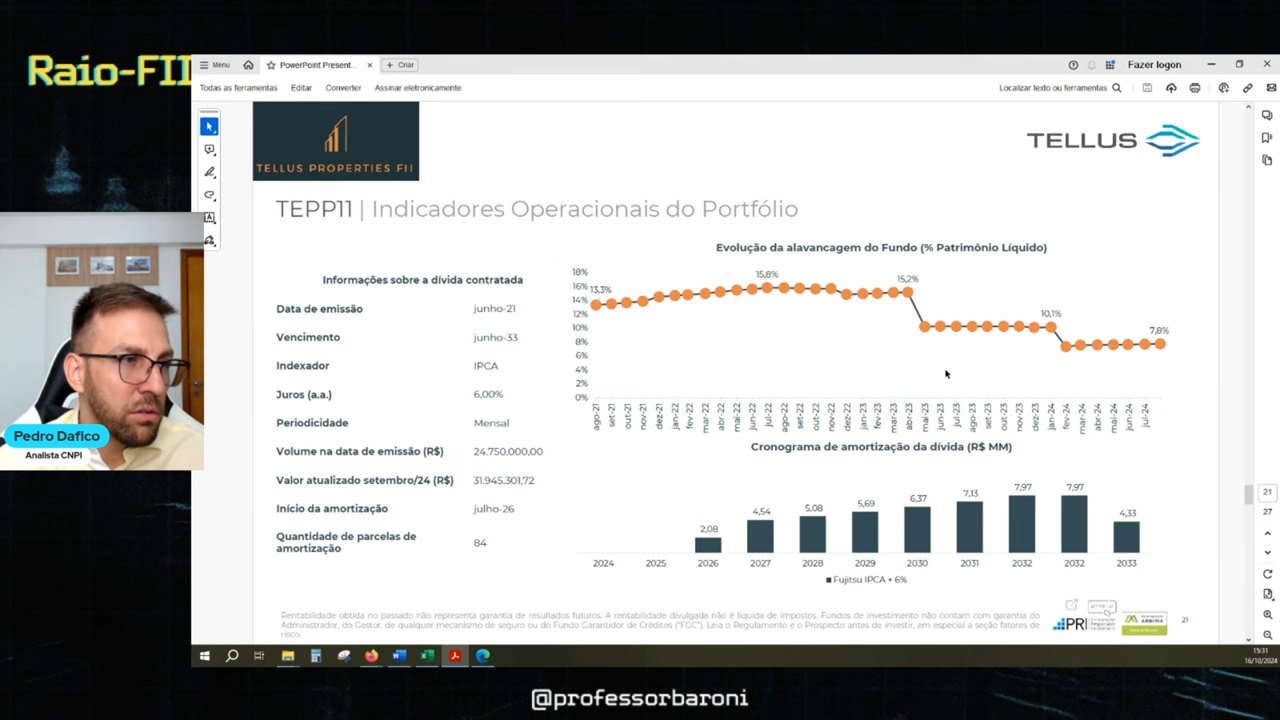 Raio-FII
Menu
PowerPoint Present...
Criar
Fazer logon
Todas as ferramentas
Editar
Converter
Assinar eletronicamente
Localizar texto ou ferramentas
TELLUS PROPERTIES FII
TELLUS
TEPP11 | Indicadores Operacionais do Portfólio
Evolução da alavancagem do Fundo (% Patrimônio Líquido)
18%
16%
14%
12%
10%
8%
6%
4%
2%
0%
13,3%
15,8%
15,2%
10,1%
7,8%
ago-21
set-21
out-21
nov-21
dez-21
jan-22
fev-22
mar-22
abr-22
mai-22
jun-22
jul-22
ago-22
set-22
out-22
nov-22
dez-22
jan-23
fev-23
mar-23
abr-23
mai-23
jun-23
jul-23
ago-23
set-23
out-23
nov-23
dez-23
jan-24
fev-24
mar-24
abr-24
mai-24
jun-24
jul-24
Informações sobre a dívida contratada
Data de emissão junho-21
Vencimento junho-33
Indexador IPCA
Juros (a.a.) 6,00%
Periodicidade Mensal
Volume na data de emissão (R$) 24.750.000,00
Valor atualizado setembro/24 (R$) 31.945.301,72
Início da amortização julho-26
Quantidade de parcelas de
amortização 84
Cronograma de amortização da dívida (R$ MM)
2,08
4,54
5,08
5,69
6,37
7,13
7,97
7,97
4,33
2024 2025 2026 2027 2028 2029 2030 2031 2032 2032 2033
Fujitsu IPCA + 6%
Rentabilidade obtida no passado não representa garantia de resultados futuros. A rentabilidade divulgada não é líquida de impostos. Fundos de investimento não contam com garantia do
Administrador, do Gestor, de qualquer mecanismo de seguro ou do Fundo Garantidor de Créditos ("FGC"). Leia o Regulamento e o Prospecto antes de investir, em especial a seção fatores de
risco.
PRI
ANBIMA
21
21
27
Pedro Dafico
Analista CNPI
15:31
16/10/2024
@professorbaroni